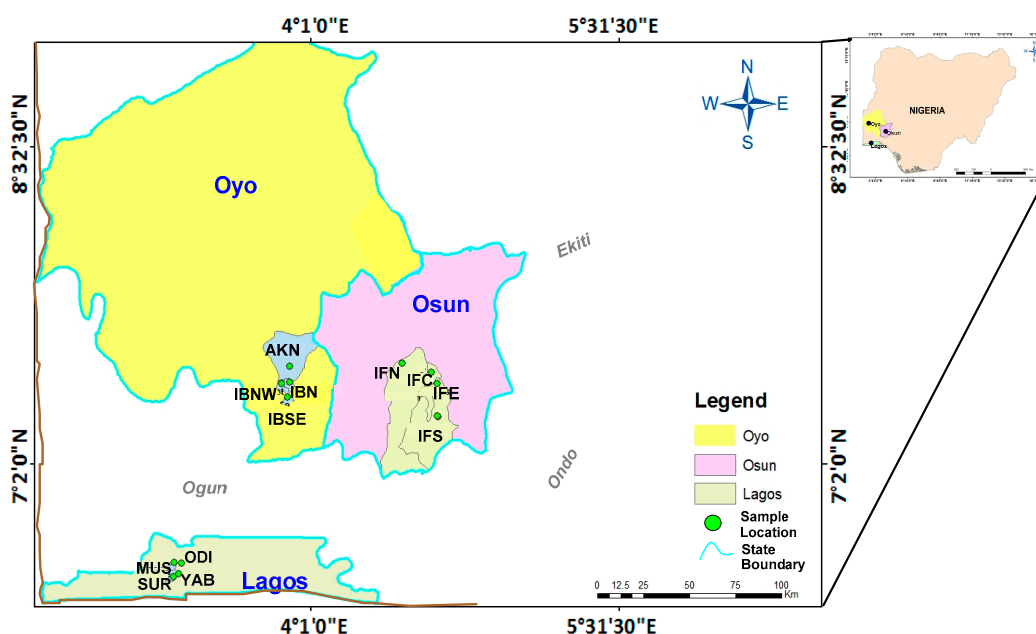 4°1'0"E
5°31'30"E
8°32'30"N
8°32'30"N
7°2'0"N
7°2'0"N
4°1'0"E
5°31'30"E
N
W
E
S
Oyo
Osun
Ekiti
AKN
IBNW
IBN
IBSE
IFN
IFC
IFE
IFS
Ondo
Ogun
MUS
ODI
SUR
YAB
Lagos
NIGERIA
Oyo
Osun
Lagos
Legend
Oyo
Osun
Lagos
Sample
Location
State
Boundary
0 12.5 25 50 75 100
Km